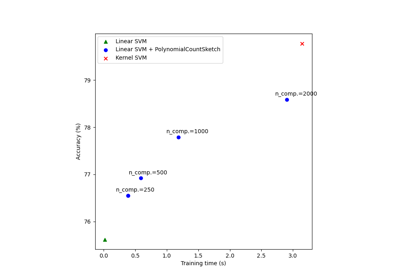 Linear SVM
Linear SVM + PolynomialCountSketch
Kernel SVM
n_comp.=2000
n_comp.=1000
n_comp.=500
n_comp.=250
79
78
77
76
Accuracy (%)
0.0 0.5 1.0 1.5 2.0 2.5 3.0
Training time (s)